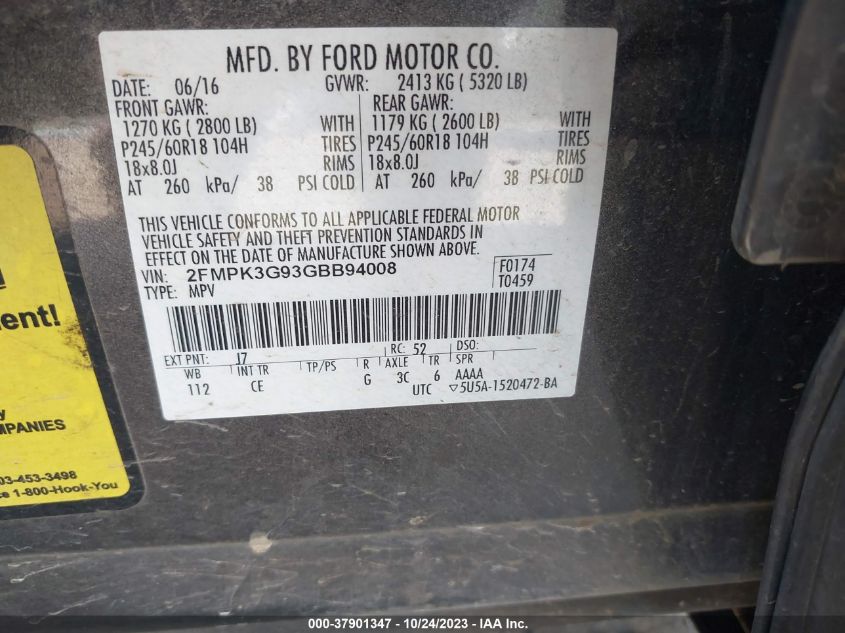 MFD. BY FORD MOTOR CO.
DATE: 06/16 GVWR: 2413 KG ( 5320 LB)
FRONT GAWR: REAR GAWR:
1270 KG ( 2800 LB) WITH 1179 KG ( 2600 LB) WITH
P245/60R18 104H TIRES P245/60R18 104H TIRES
18x8.0J RIMS 18x8.0J RIMS
AT 260 kPa/ 38 PSI COLD AT 260 kPa/ 38 PSI COLD
THIS VEHICLE CONFORMS TO ALL APPLICABLE FEDERAL MOTOR
VEHICLE SAFETY AND THEFT PREVENTION STANDARDS IN
EFFECT ON THE DATE OF MANUFACTURE SHOWN ABOVE.
VIN: 2FMPK3G93GBB94008 F0174
TYPE: MPV T0459
EXT PNT: J7 RC: 52 DSO:
WB INT TR TP/PS R AXLE TR SPR
112 CE G 3C 6 AAAA
UTC ▽5U5A-1520472-BA
ent!
y
MPANIES
03-453-3498
e 1-800-Hook-You
000-37901347 | 10/24/2023 | IAA Inc.